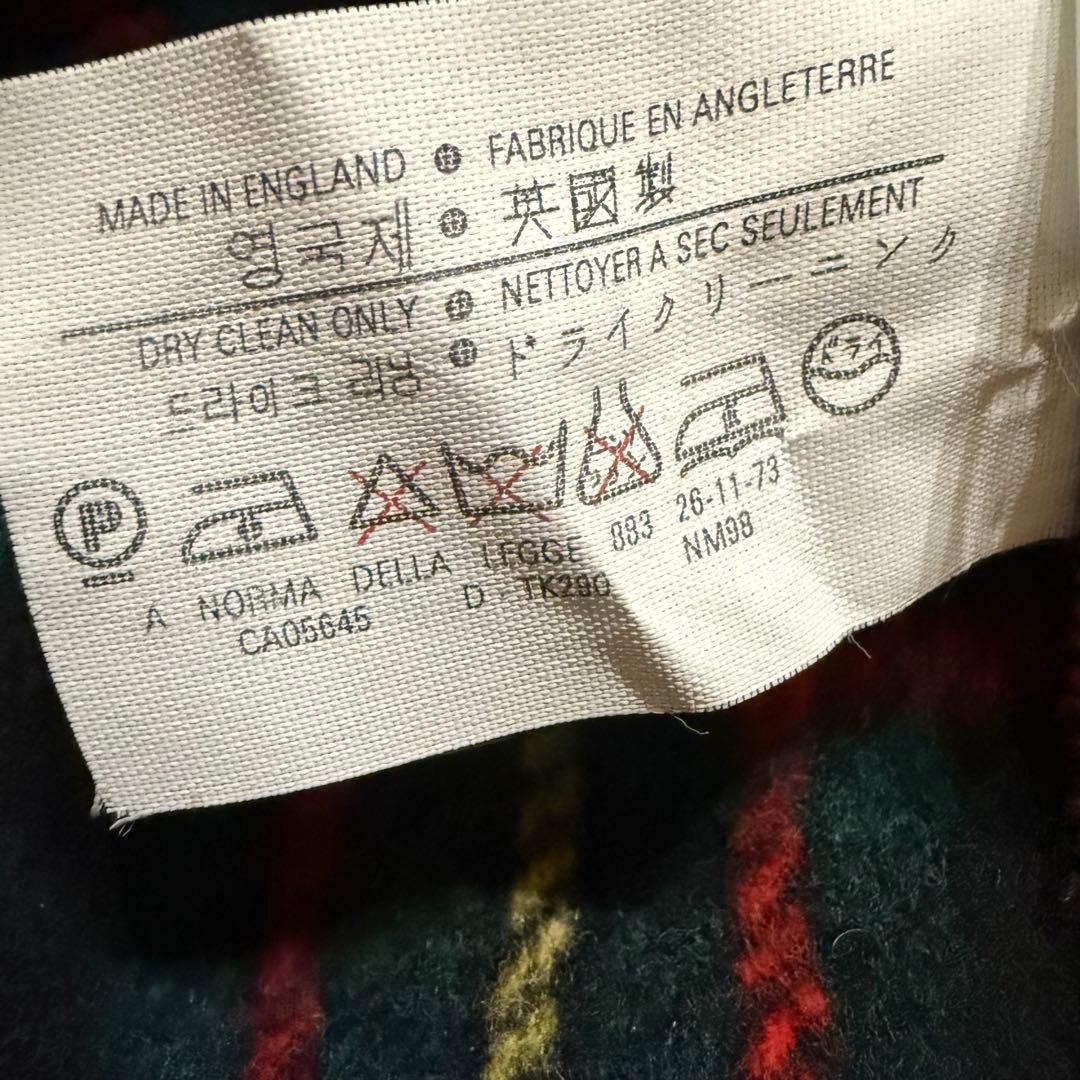 MADE IN ENGLAND FABRIQUE EN ANGLETERRE
영국제 英國製
DRY CLEAN ONLY NETTOYER A SEC SEULEMENT
드라이크리닝 ドライクリーニング
P ドライ
A NORMA DELLA LEGGE 883 26-11-73
CA05645 D - TK290 NM98